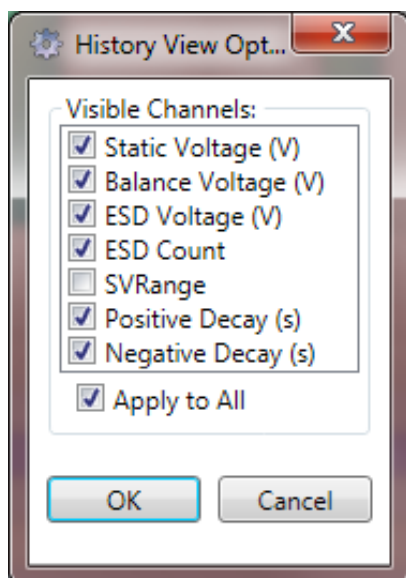 History View Opt...
Visible Channels:
Static Voltage (V)
Balance Voltage (V)
ESD Voltage (V)
ESD Count
SVRange
Positive Decay (s)
Negative Decay (s)
Apply to All
OK
Cancel